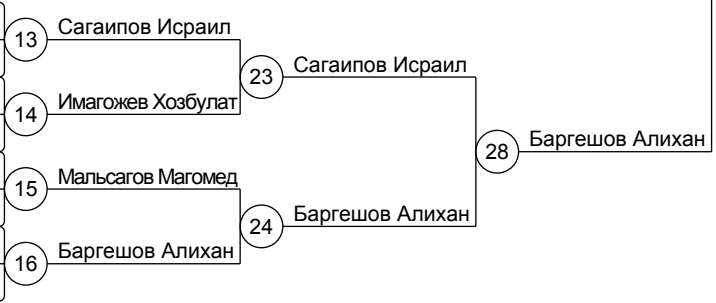 13
Сагаипов Исраил
23
Сагаипов Исраил
14
Имагожев Хозбулат
28
Баргешов Алихан
15
Мальсагов Магомед
24
Баргешов Алихан
16
Баргешов Алихан